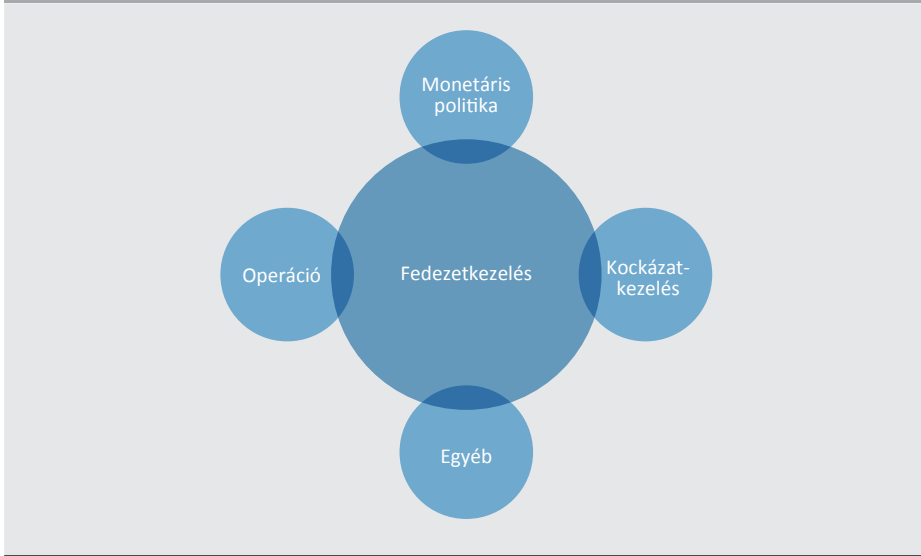 Monetáris
politika
Operáció
Fedezetkezelés
Kockázat-
kezelés
Egyéb